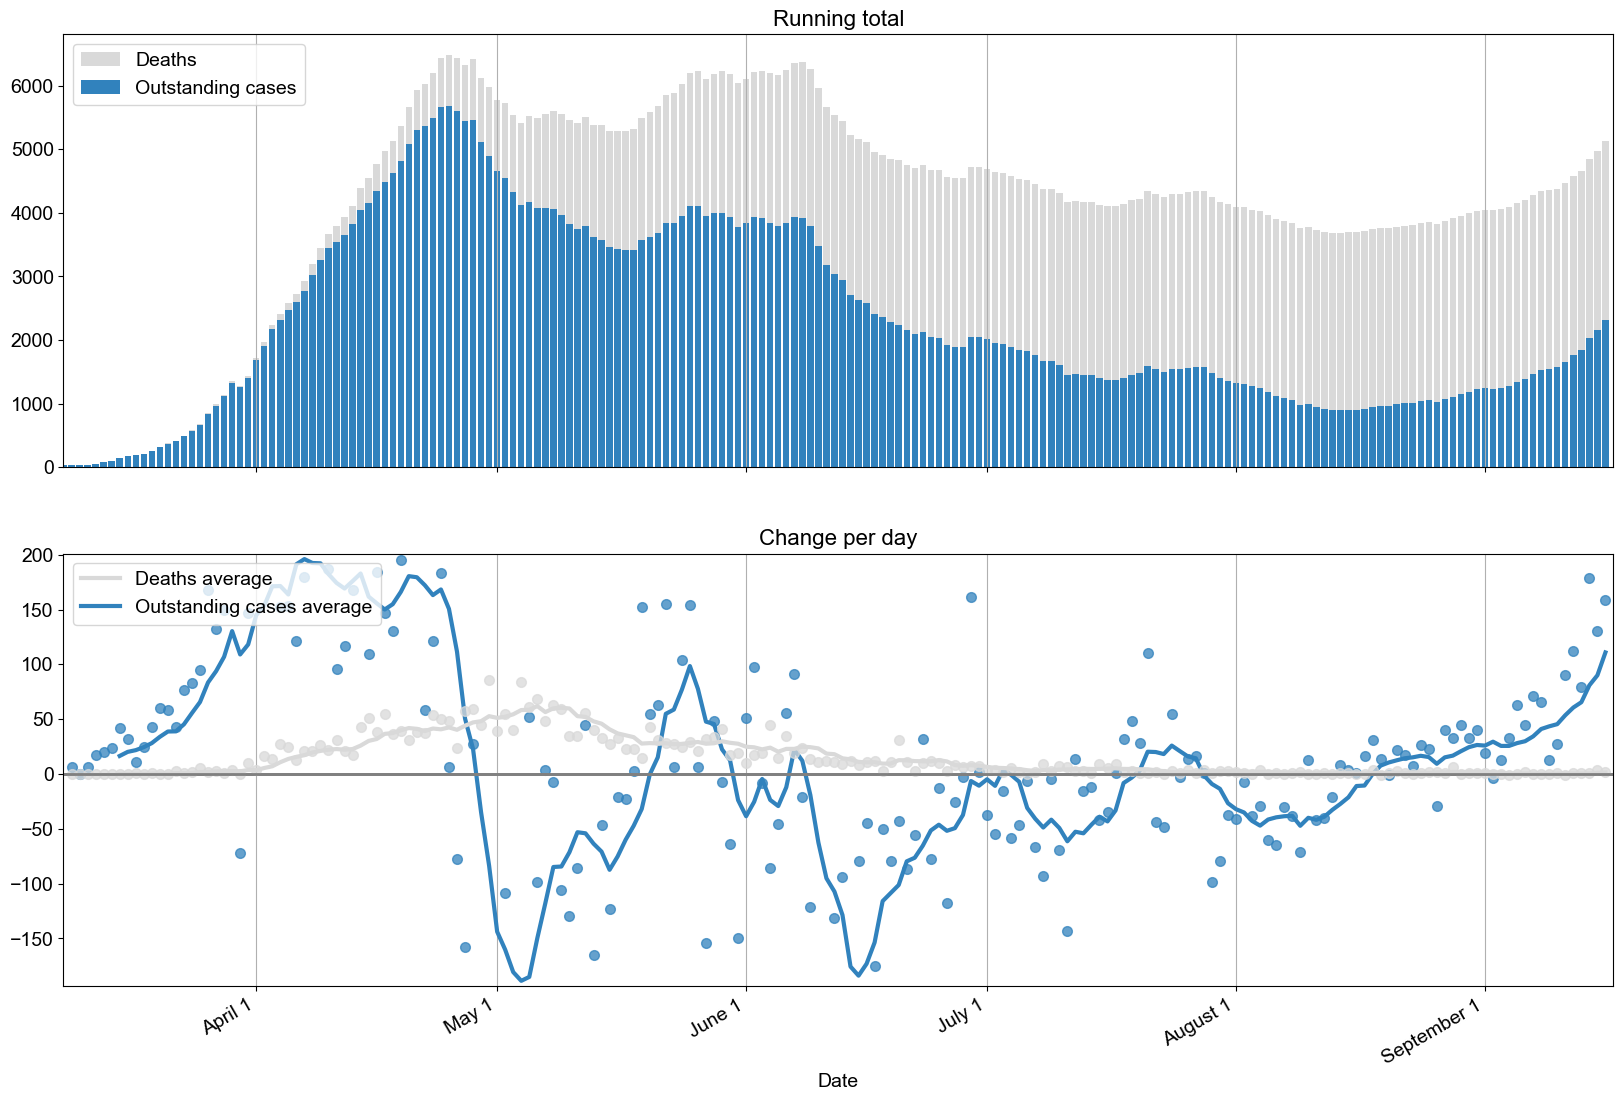 Running total
Deaths
Outstanding cases
6000
5000
4000
3000
2000
1000
0
Change per day
Deaths average
Outstanding cases average
200
150
100
50
0
−50
−100
−150
April 1
May 1
June 1
July 1
August 1
September 1
Date